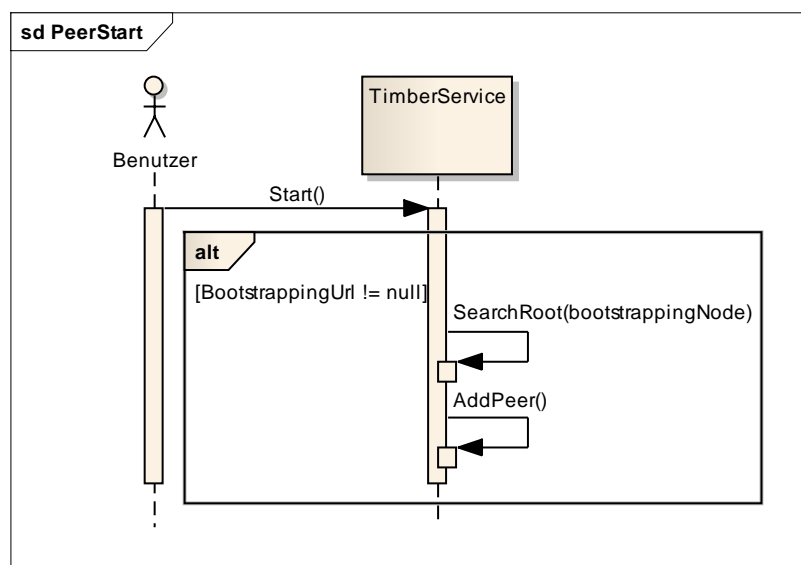 sd PeerStart
TimberService
Benutzer
Start()
alt
[BootstrappingUrl != null]
SearchRoot(bootstrappingNode)
AddPeer()